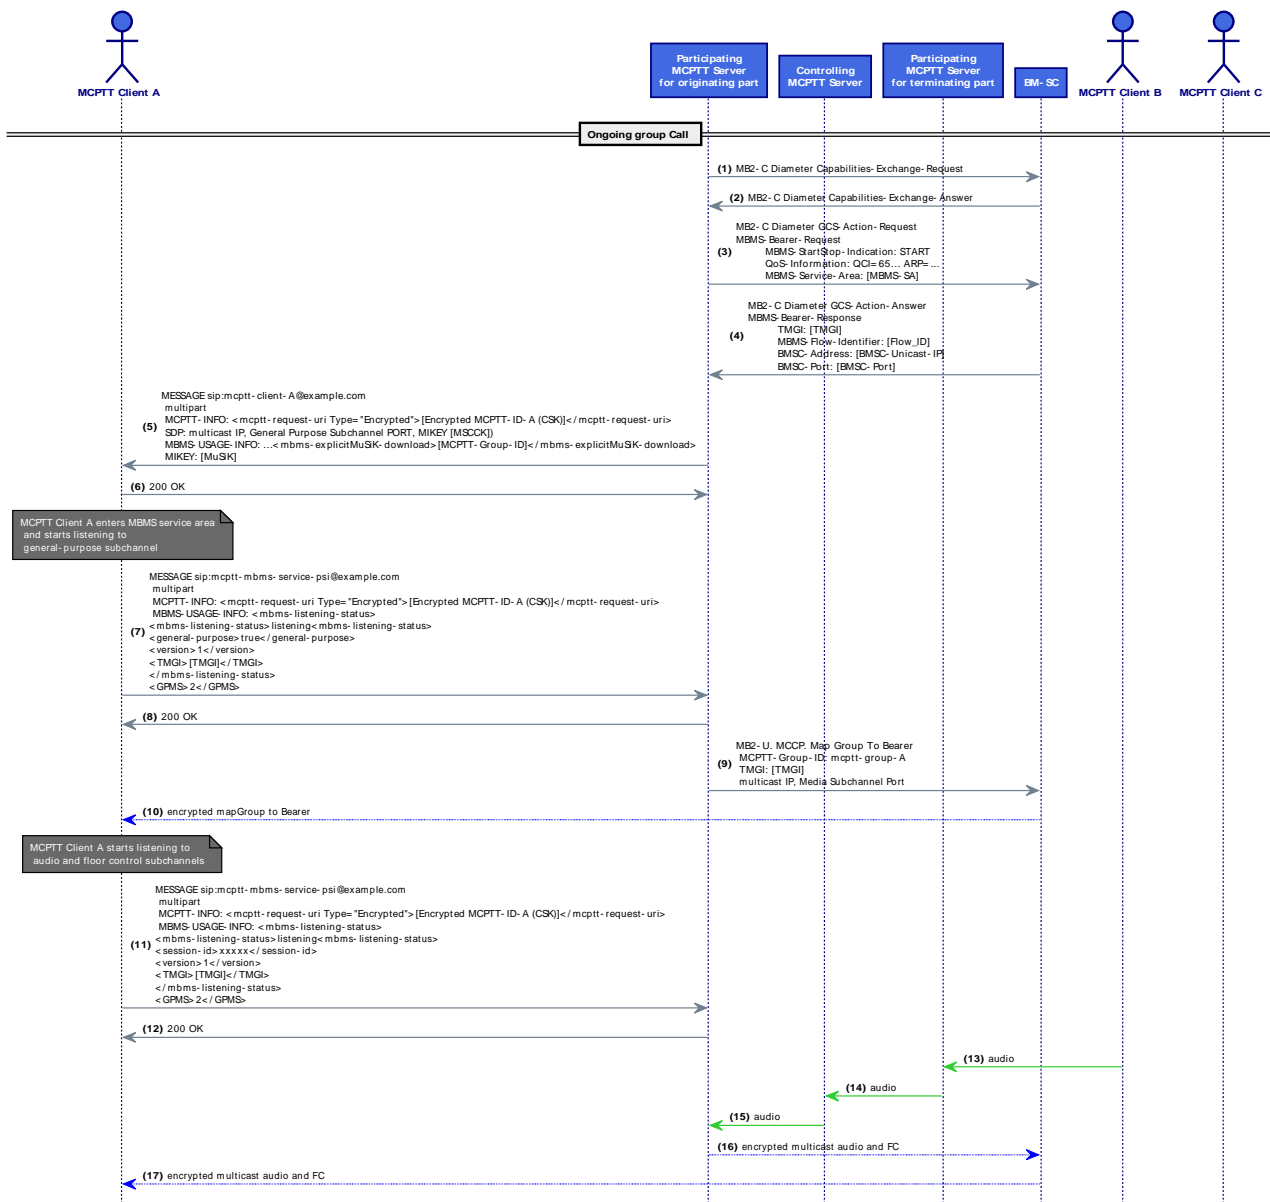 MCPTT Client A
Participating
MCPTT Server
for originating part
Controlling
MCPTT Server
Participating
MCPTT Server
for terminating part
BM-SC
MCPTT Client B
MCPTT Client C
Ongoing group Call
(1) MB2-C Diameter Capabilities-Exchange-Request
(2) MB2-C Diameter Capabilities-Exchange-Answer
MB2-C Diameter GCS-Action-Request
MBMS-Bearer-Request
(3) MBMS-StartStop-Indication: START
QoS-Information: QCI=65... ARP=...
MBMS-Service-Area: [MBMS-SA]
MB2-C Diameter GCS-Action-Answer
MBMS-Bearer-Response
TMGI: [TMGI]
(4) MBMS-Flow-Identifier: [Flow_ID]
BMSC-Address: [BMSC-Unicast-IP]
BMSC-Port: [BMSC-Port]
MESSAGE sip:mcptt-client-A@example.com
multipart
MCPTT-INFO: <mcptt-request-uri Type="Encrypted">[Encrypted MCPTT-ID-A (CSK)]</mcptt-request-uri>
(5) SDP: multicast IP, General Purpose Subchannel PORT, MIKEY [MSCCK])
MBMS-USAGE-INFO: ...<mbms-explicitMuSiK-download>[MCPTT-Group-ID]</mbms-explicitMuSiK-download>
MIKEY: [MuSiK]
(6) 200 OK
MCPTT Client A enters MBMS service area
and starts listening to
general-purpose subchannel
MESSAGE sip:mcptt-mbms-service-psi@example.com
multipart
MCPTT-INFO: <mcptt-request-uri Type="Encrypted">[Encrypted MCPTT-ID-A (CSK)]</mcptt-request-uri>
MBMS-USAGE-INFO: <mbms-listening-status>
<mbms-listening-status>listening<mbms-listening-status>
(7) <general-purpose>true</general-purpose>
<version>1</version>
<TMGI>[TMGI]</TMGI>
</mbms-listening-status>
<GPMS>2</GPMS>
(8) 200 OK
MB2-U. MCCP. Map Group To Bearer
MCPTT-Group-ID: mcptt-group-A
(9) TMGI: [TMGI]
multicast IP, Media Subchannel Port
(10) encrypted mapGroup to Bearer
MCPTT Client A starts listening to
audio and floor control subchannels
MESSAGE sip:mcptt-mbms-service-psi@example.com
multipart
MCPTT-INFO: <mcptt-request-uri Type="Encrypted">[Encrypted MCPTT-ID-A (CSK)]</mcptt-request-uri>
MBMS-USAGE-INFO: <mbms-listening-status>
(11) <mbms-listening-status>listening<mbms-listening-status>
<session-id>xxxxx</session-id>
<version>1</version>
<TMGI>[TMGI]</TMGI>
</mbms-listening-status>
<GPMS>2</GPMS>
(12) 200 OK
(13) audio
(14) audio
(15) audio
(16) encrypted multicast audio and FC
(17) encrypted multicast audio and FC